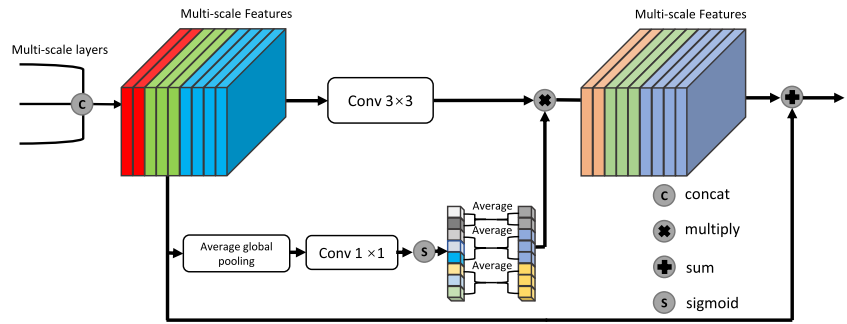 Multi-scale Features
Multi-scale Features
Multi-scale layers
C
Conv 3×3
C concat
Average
multiply
Average
Average global
pooling
Conv 1 ×1
S
Average
sum
S sigmoid